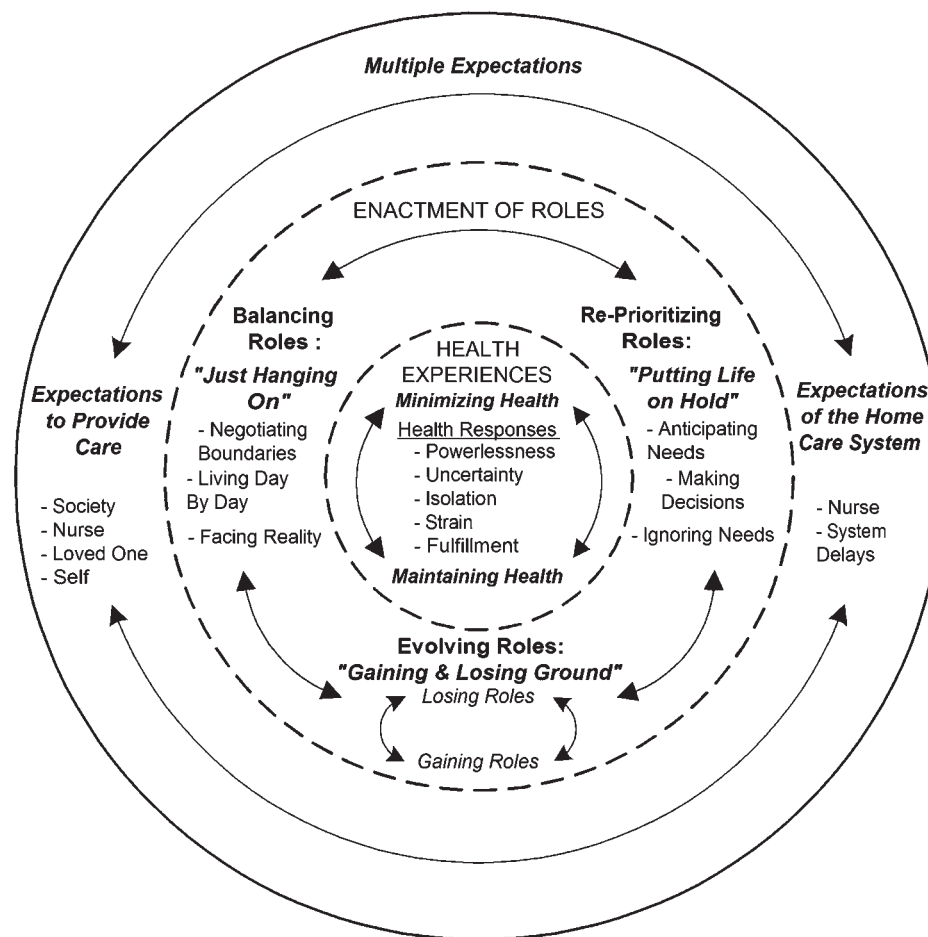 Multiple Expectations
ENACTMENT OF ROLES
Balancing
Roles :
"Just Hanging
On"
- Negotiating
Boundaries
- Living Day
By Day
- Facing Reality
Re-Prioritizing
Roles:
"Putting Life
on Hold"
- Anticipating
Needs
- Making
Decisions
- Ignoring Needs
HEALTH
EXPERIENCES
Minimizing Health
Health Responses
- Powerlessness
- Uncertainty
- Isolation
- Strain
- Fulfillment
Maintaining Health
Expectations
to Provide
Care
- Society
- Nurse
- Loved One
- Self
Expectations
of the Home
Care System
- Nurse
- System
Delays
Evolving Roles:
"Gaining & Losing Ground"
Losing Roles
Gaining Roles